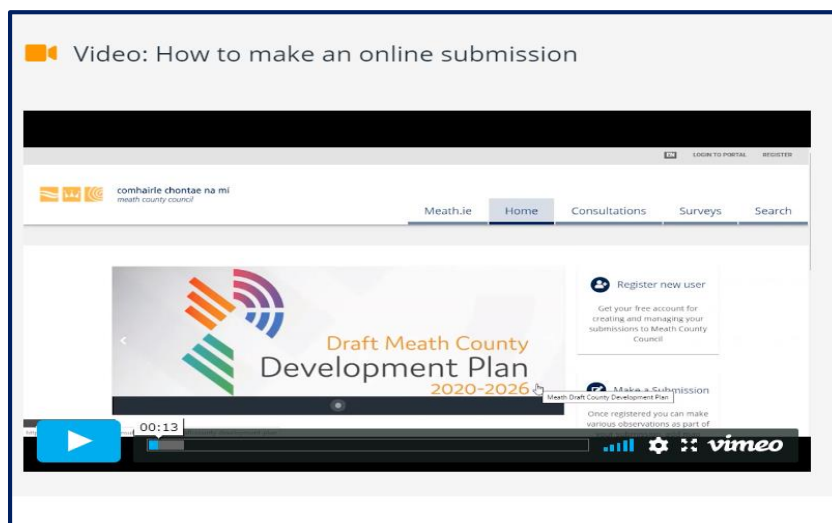 Video: How to make an online submission
EN LOGIN TO PORTAL REGISTER
comhairle chontae na mí
meath county council
Meath.ie Home Consultations Surveys Search
Register new user
Get your free account for
creating and managing your
submissions to Meath County
Council
Draft Meath County
Development Plan
2020-2026
Make a Submission
Meath Draft County Development Plan
Once registered you can make
various observations as part of
00:13
vimeo